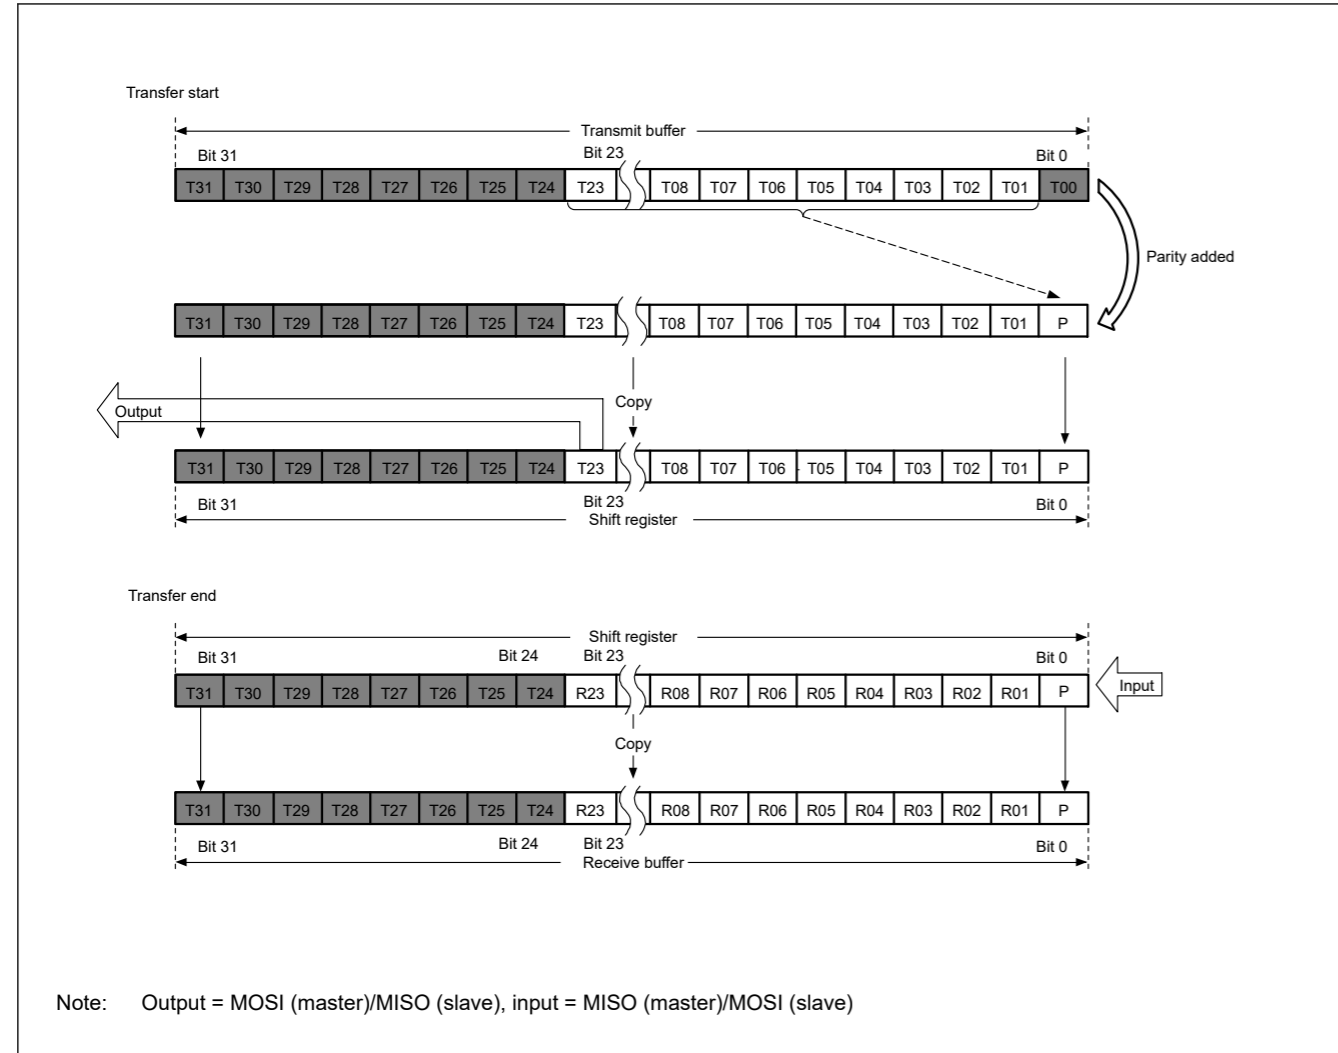 Transfer start
Transmit buffer
Bit 31 Bit 23 Bit 0
T31 T30 T29 T28 T27 T26 T25 T24 T23 T08 T07 T06 T05 T04 T03 T02 T01 T00
Parity added
T31 T30 T29 T28 T27 T26 T25 T24 T23 T08 T07 T06 T05 T04 T03 T02 T01 P
Copy
Output
T31 T30 T29 T28 T27 T26 T25 T24 T23 T08 T07 T06 T05 T04 T03 T02 T01 P
Bit 31 Bit 23 Bit 0
Shift register
Transfer end
Shift register
Bit 31 Bit 24 Bit 23 Bit 0
T31 T30 T29 T28 T27 T26 T25 T24 R23 R08 R07 R06 R05 R04 R03 R02 R01 P
Input
Copy
T31 T30 T29 T28 T27 T26 T25 T24 R23 R08 R07 R06 R05 R04 R03 R02 R01 P
Bit 31 Bit 24 Bit 23 Bit 0
Receive buffer
Note: Output = MOSI (master)/MISO (slave), input = MISO (master)/MOSI (slave)